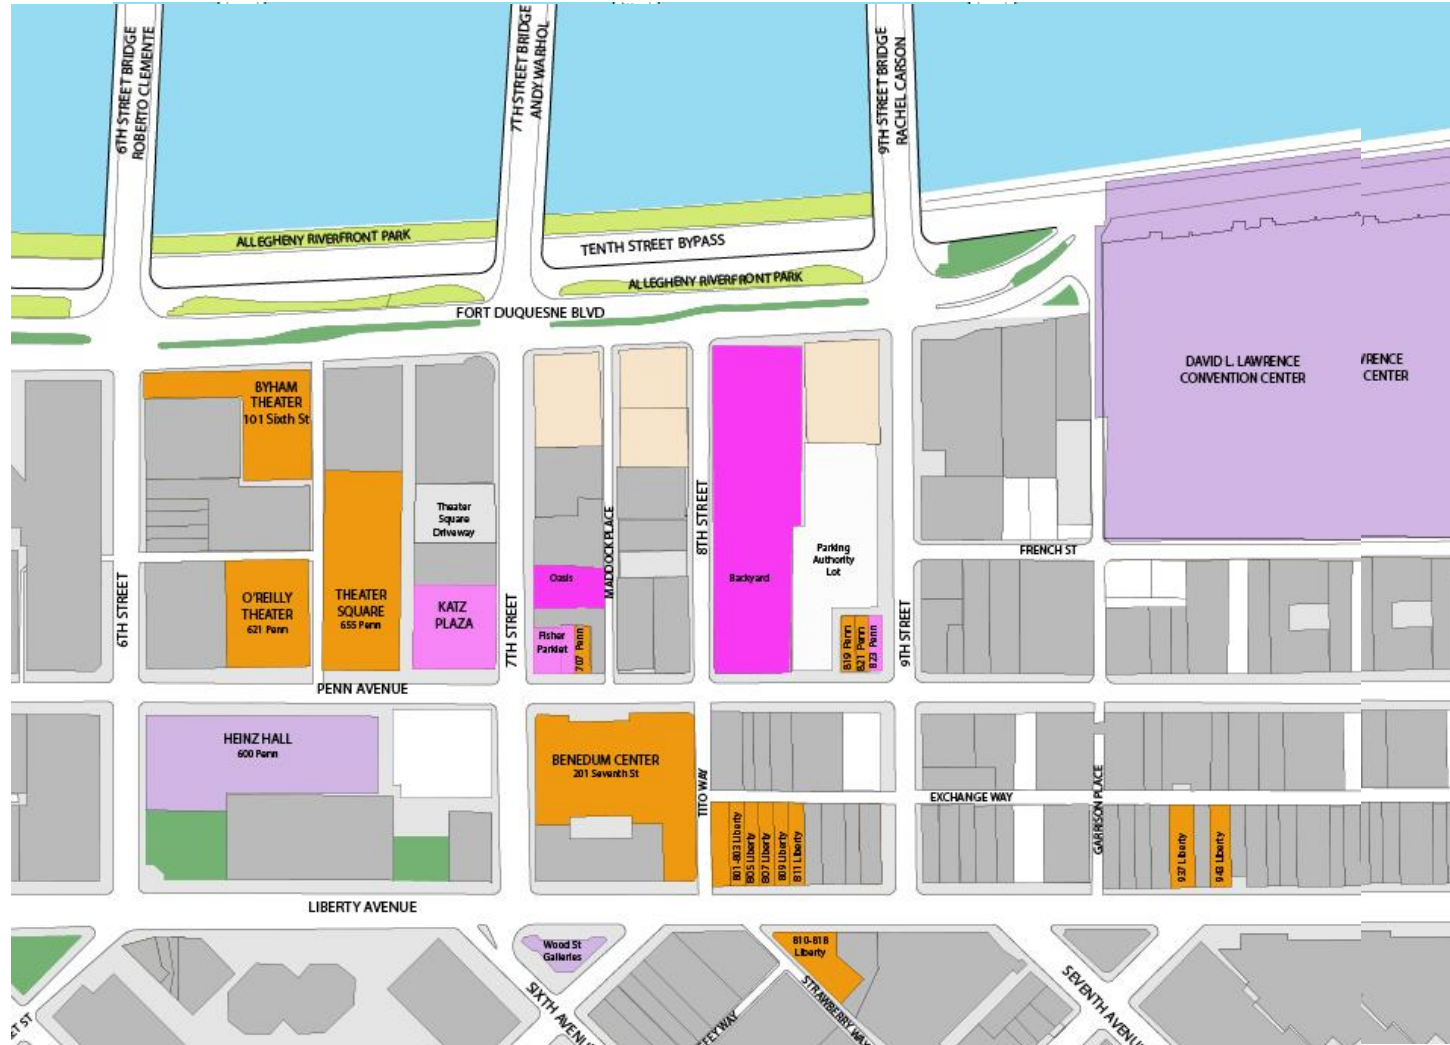 6TH STREET BRIDGE
ROBERTO CLEMENTE
7TH STREET BRIDGE
ANDY WARHOL
9TH STREET BRIDGE
RACHEL CARSON
ALLEGHENY RIVERFRONT PARK
TENTH STREET BYPASS
ALLEGHENY RIVERFRONT PARK
FORT DUQUESNE BLVD
DAVID L. LAWRENCE
CONVENTION CENTER
RENCE
CENTER
BYHAM
THEATER
101 Sixth St
Theater
Square
Driveway
MADDOCK PLACE
8TH STREET
Parking
Authority
Lot
FRENCH ST
Oasis
Backyard
6TH STREET
O'REILLY
THEATER
621 Penn
THEATER
SQUARE
655 Penn
KATZ
PLAZA
7TH STREET
Fisher
Parklet
707 Penn
819 Penn
821 Penn
823 Penn
9TH STREET
PENN AVENUE
HEINZ HALL
600 Penn
BENEDUM CENTER
201 Seventh St
TITO WAY
EXCHANGE WAY
GARRISON PLACE
801-803 Liberty
805 Liberty
807 Liberty
809 Liberty
811 Liberty
937 Liberty
943 Liberty
LIBERTY AVENUE
Wood St
Galleries
810-818
Liberty
SIXTH AVENUE
STRAWBERRY WAY
SEVENTH AVENUE
EY WAY
ET ST